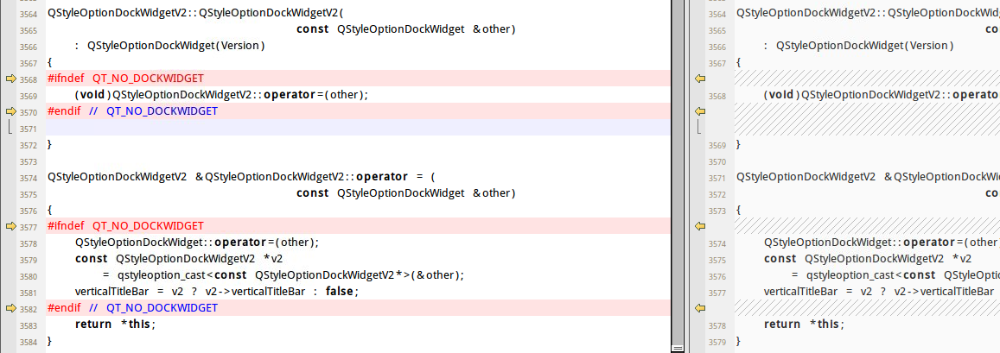 3564 QStyleOptionDockWidgetV2::QStyleOptionDockWidgetV2(
3565 const QStyleOptionDockWidget &other)
3566 : QStyleOptionDockWidget(Version)
3567 {
3568 #ifndef QT_NO_DOCKWIDGET
3569 (void)QStyleOptionDockWidgetV2::operator=(other);
3570 #endif // QT_NO_DOCKWIDGET
3571
3572 }
3573
3574 QStyleOptionDockWidgetV2 &QStyleOptionDockWidgetV2::operator = (
3575 const QStyleOptionDockWidget &other)
3576 {
3577 #ifndef QT_NO_DOCKWIDGET
3578 QStyleOptionDockWidget::operator=(other);
3579 const QStyleOptionDockWidgetV2 *v2
3580 = qstyleoption_cast<const QStyleOptionDockWidgetV2*>(&other);
3581 verticalTitleBar = v2 ? v2->verticalTitleBar : false;
3582 #endif // QT_NO_DOCKWIDGET
3583 return *this;
3584 }
3564 QStyleOptionDockWidgetV2::QStyleOptionDockWid
3565 co
3566 : QStyleOptionDockWidget(Version)
3567 {
3568 (void)QStyleOptionDockWidgetV2::operato
3569 }
3570
3571 QStyleOptionDockWidgetV2 &QStyleOptionDockWid
3572 co
3573 {
3574 QStyleOptionDockWidget::operator=(other
3575 const QStyleOptionDockWidgetV2 *v2
3576 = qstyleoption_cast<const QStyleOptio
3577 verticalTitleBar = v2 ? v2->verticalTitleBar
3578 return *this;
3579 }